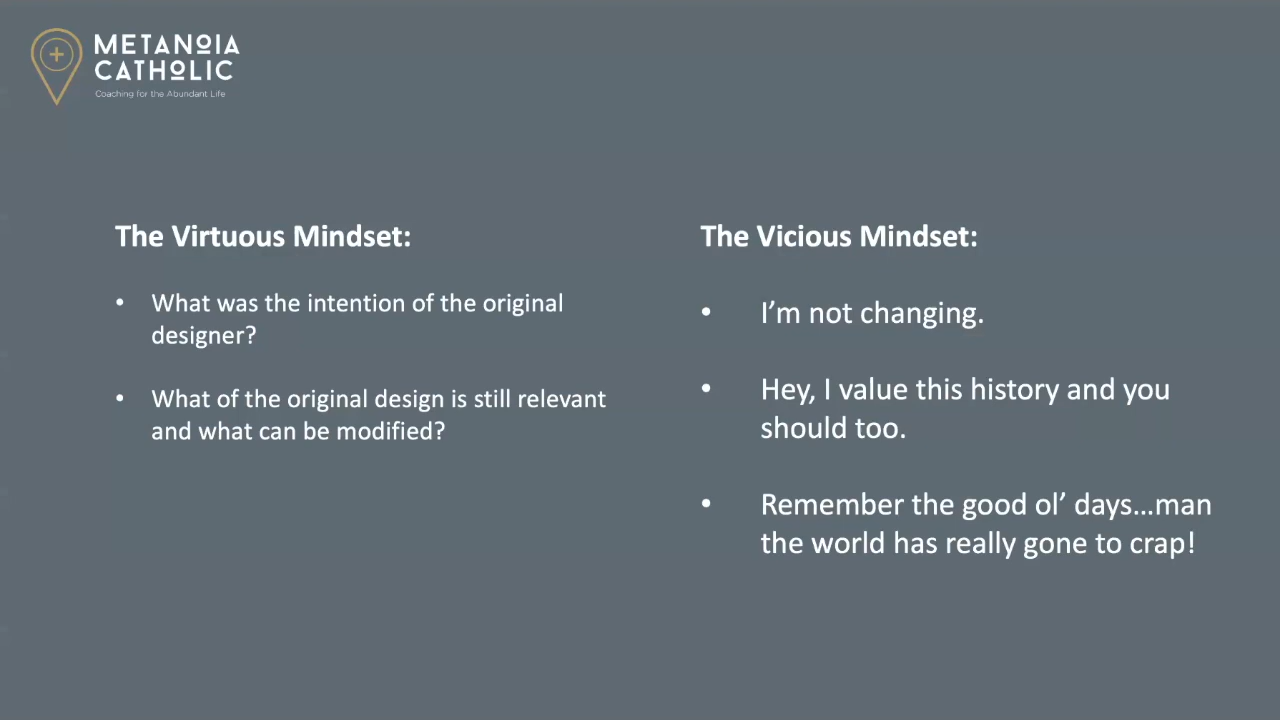 METANOIA
CATHOLIC
Coaching for the Abundant Life
The Virtuous Mindset:
• What was the intention of the original
designer?
• What of the original design is still relevant
and what can be modified?
The Vicious Mindset:
• I’m not changing.
• Hey, I value this history and you
should too.
• Remember the good ol’ days...man
the world has really gone to crap!